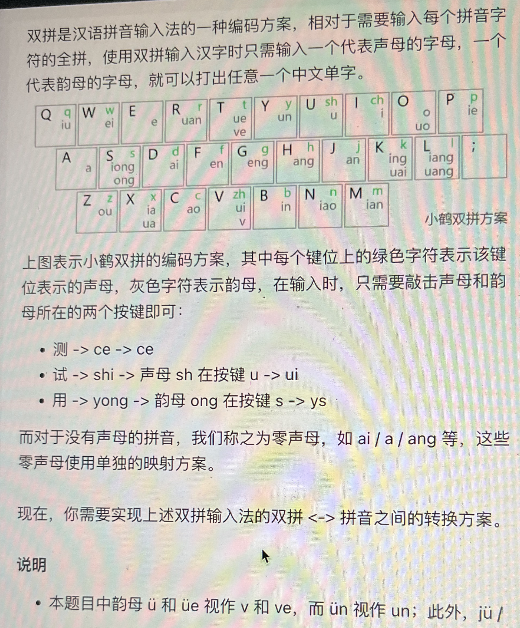 双拼是汉语拼音输入法的一种编码方案，相对于需要输入每个拼音字
符的全拼，使用双拼输入汉字时只需输入一个代表声母的字母，一个
代表韵母的字母，就可以打出任意一个中文单字。
Q q iu W w ei E e R r uan T t ue ve Y y un U sh u I ch i O o uo P p ie
A a S s iong ong D d ai F f en G g eng H h ang J j an K k ing uai L l iang uang ;
Z z ou X x ia ua C c ao V zh ui v B b in N n iao M m ian
小鹤双拼方案
上图表示小鹤双拼的编码方案，其中每个键位上的绿色字符表示该键
位表示的声母，灰色字符表示韵母，在输入时，只需要敲击声母和韵
母所在的两个按键即可：
• 测 -> ce -> ce
• 试 -> shi -> 声母 sh 在按键 u -> ui
• 用 -> yong -> 韵母 ong 在按键 s -> ys
而对于没有声母的拼音，我们称之为零声母，如 ai / a / ang 等，这些
零声母使用单独的映射方案。
现在，你需要实现上述双拼输入法的双拼 <-> 拼音之间的转换方案。
说明
• 本题目中韵母 ü 和 üe 视作 v 和 ve，而 ün 视作 un；此外，jü /